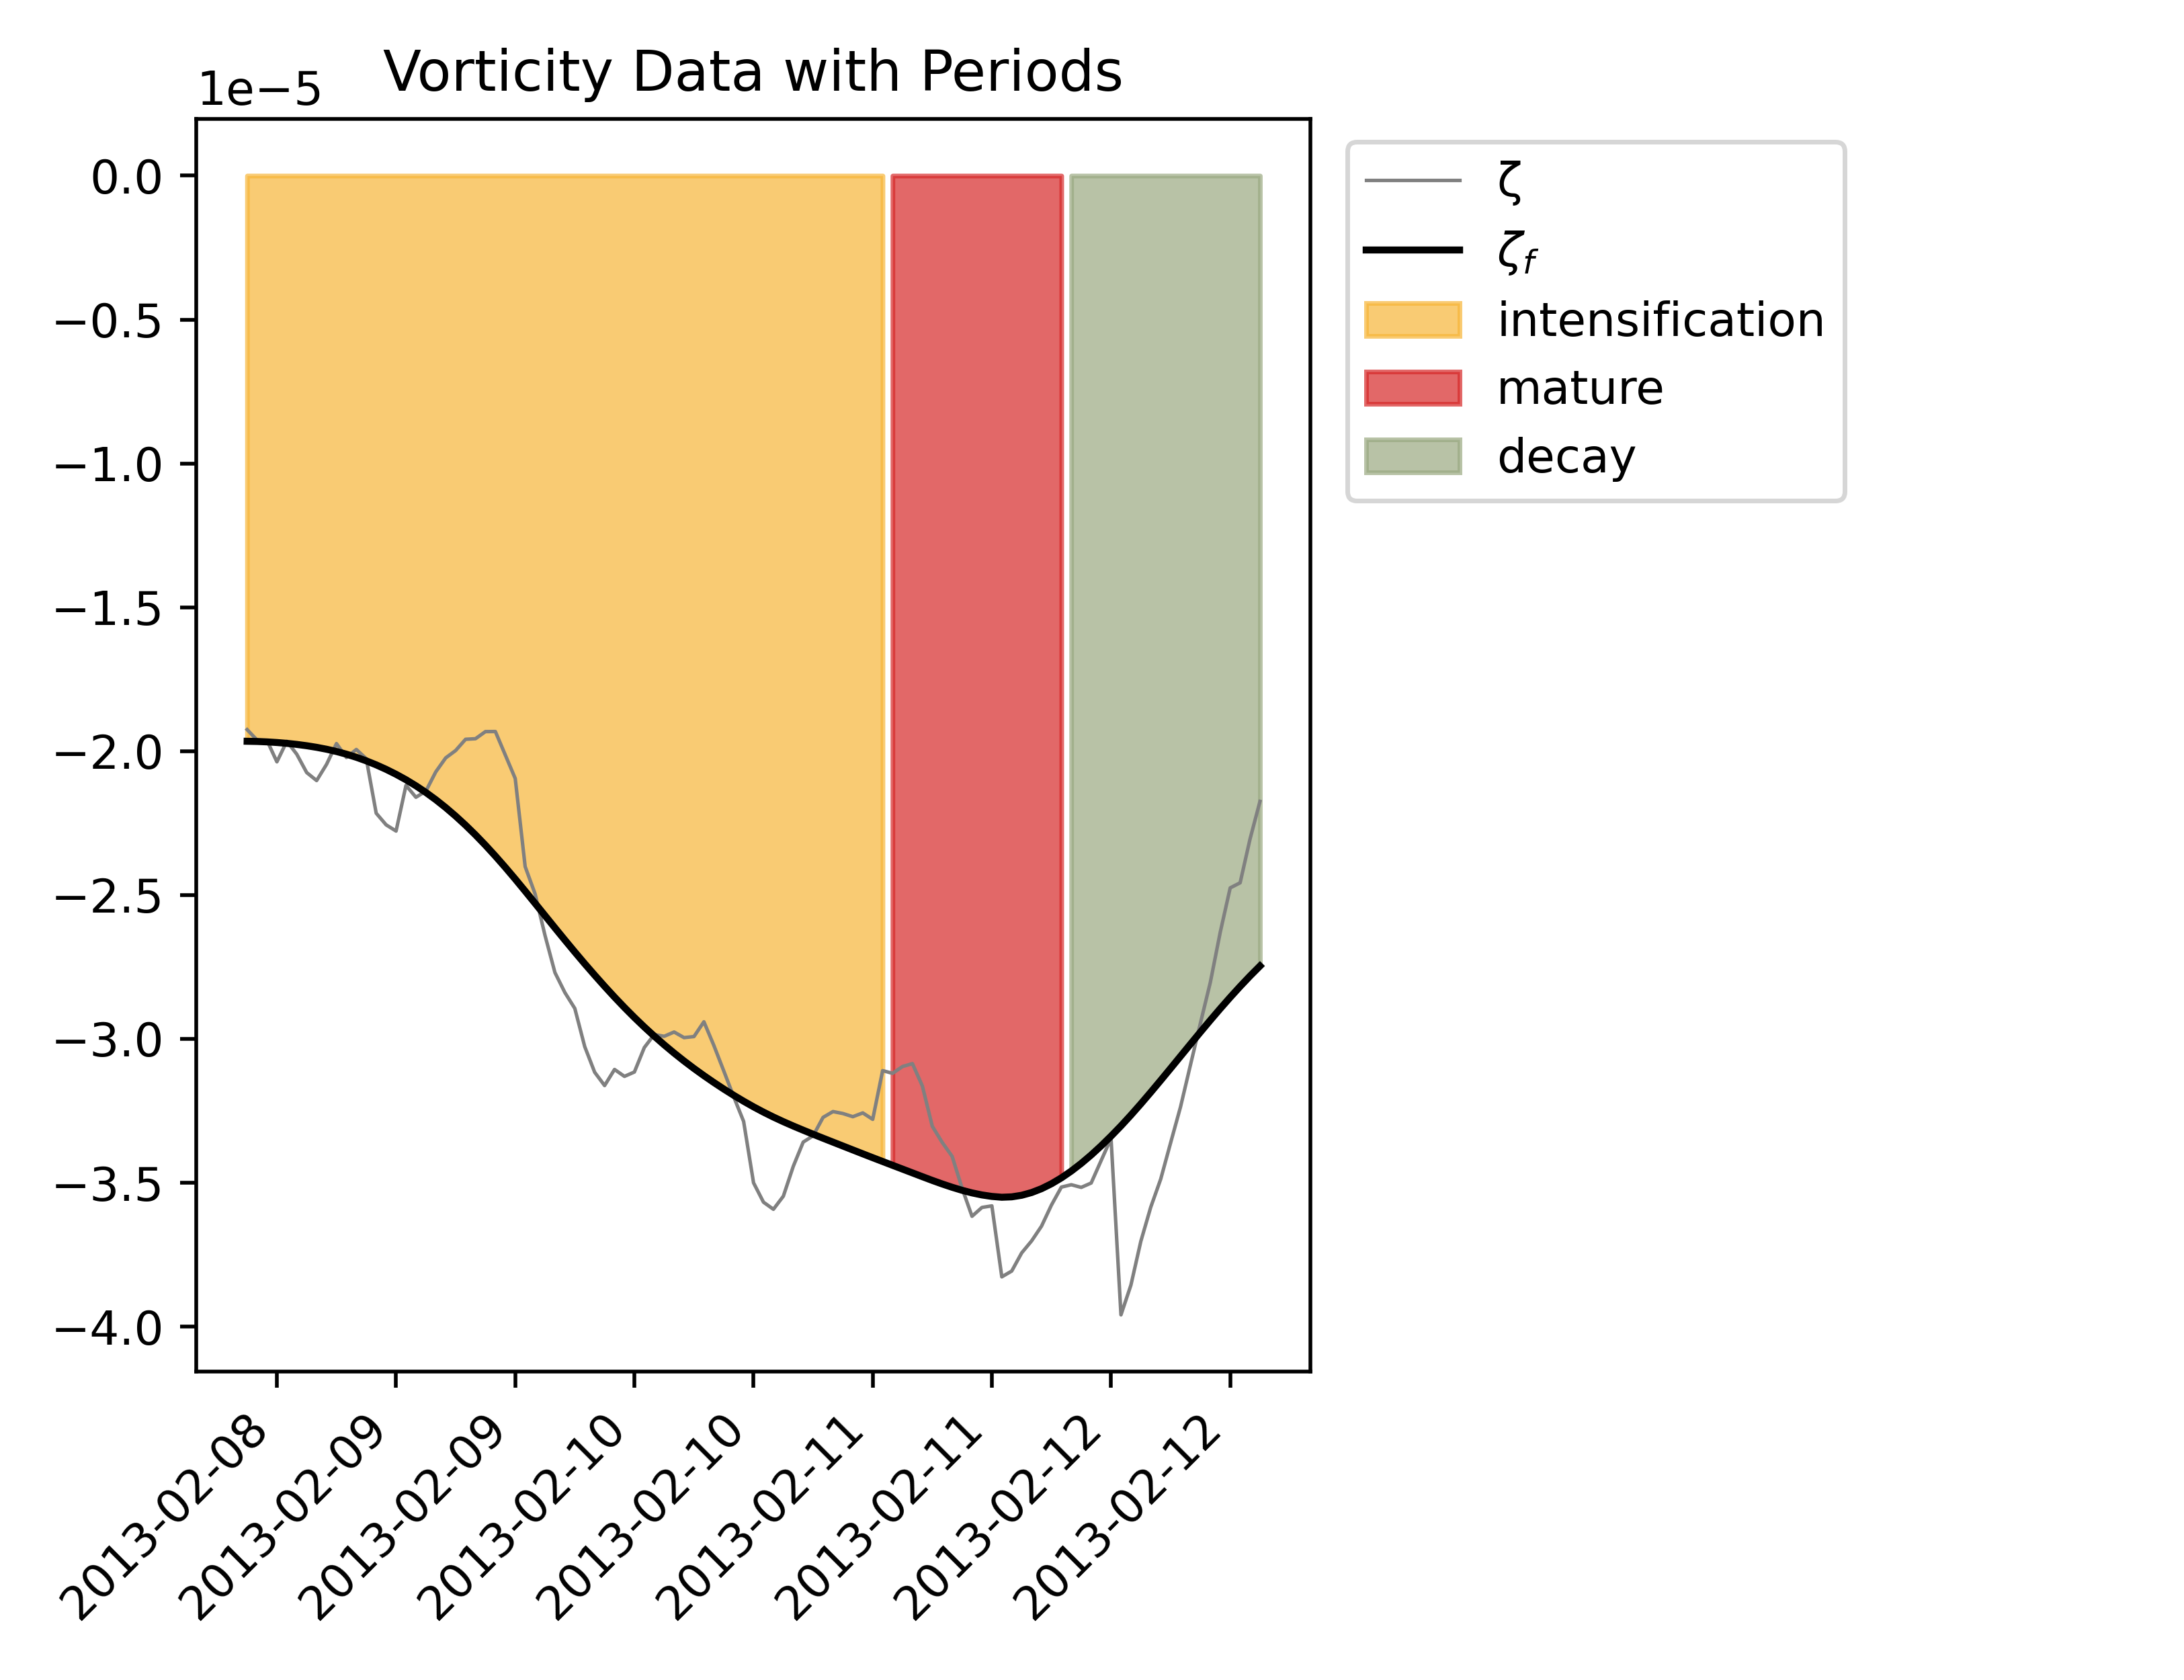 Vorticity Data with Periods
1e−5
0.0
−0.5
−1.0
−1.5
−2.0
−2.5
−3.0
−3.5
−4.0
2013-02-08
2013-02-09
2013-02-09
2013-02-10
2013-02-10
2013-02-11
2013-02-11
2013-02-12
2013-02-12
ζ
ζf
intensification
mature
decay